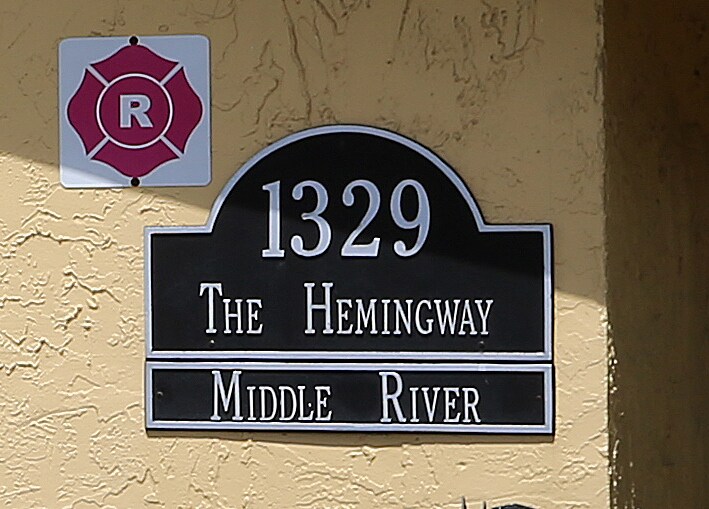 R
1329
The Hemingway
Middle River